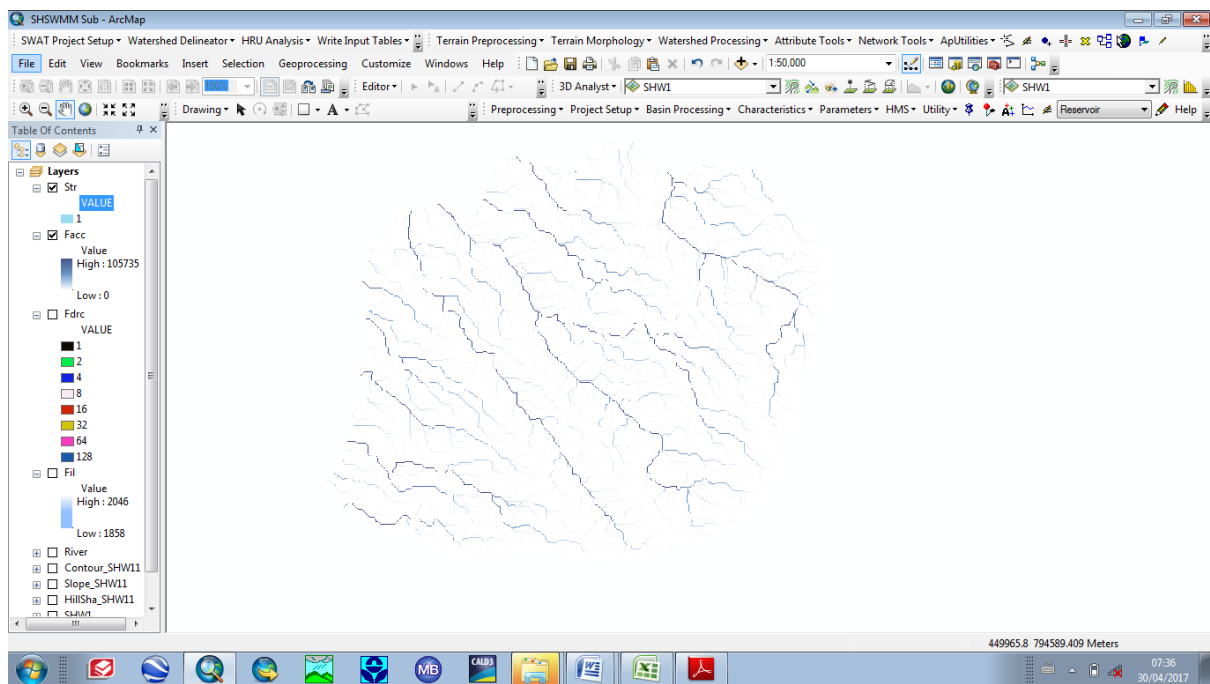 SHSWMM Sub - ArcMap
SWAT Project Setup Watershed Delineator HRU Analysis Write Input Tables Terrain Preprocessing Terrain Morphology Watershed Processing Attribute Tools Network Tools ApUtilities
File Edit View Bookmarks Insert Selection Geoprocessing Customize Windows Help 1:50,000
100% Editor 3D Analyst SHW1 SHW1
Drawing A Preprocessing Project Setup Basin Processing Characteristics Parameters HMS Utility Reservoir Help
Table Of Contents
Layers
Str
VALUE
1
Facc
Value
High : 105735
Low : 0
Fdrc
VALUE
1
2
4
8
16
32
64
128
Fil
Value
High : 2046
Low : 1858
River
Contour_SHW11
Slope_SHW11
HillSha_SHW11
SHW1
449965.8 794589.409 Meters
MB
CALD3
07:36
30/04/2017